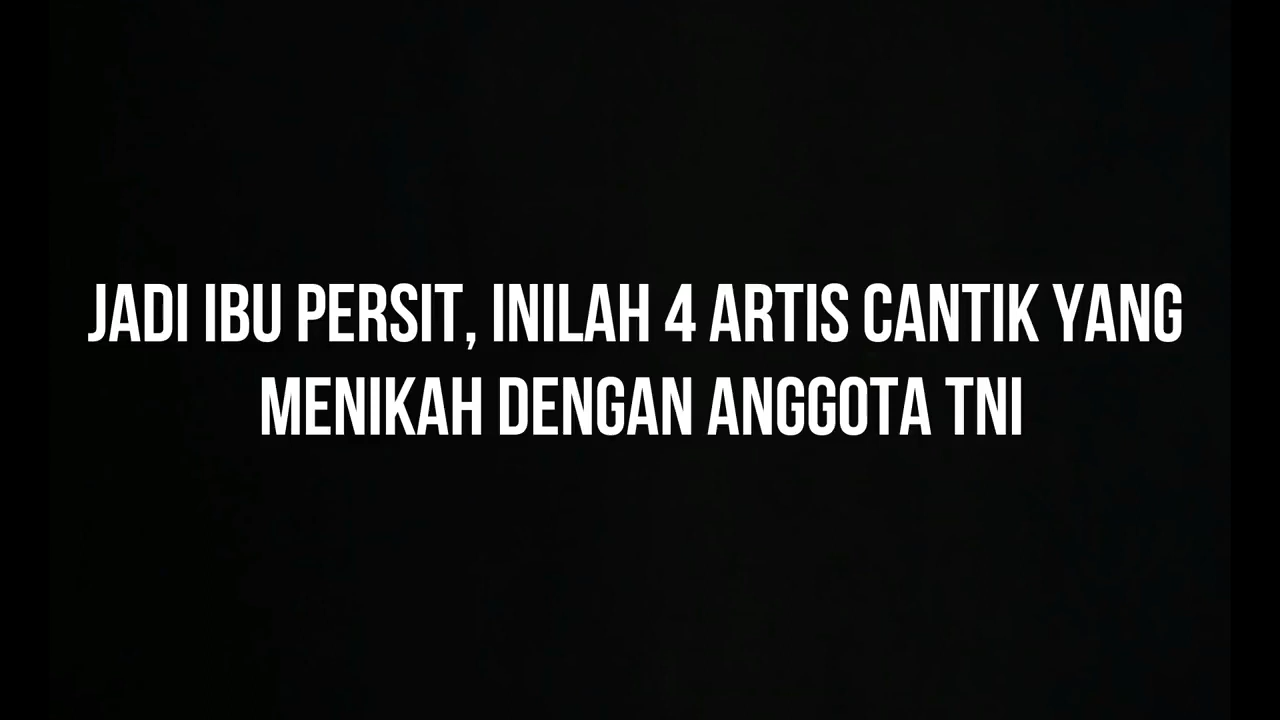 JADI IBU PERSIT, INILAH 4 ARTIS CANTIK YANG
MENIKAH DENGAN ANGGOTA TNI